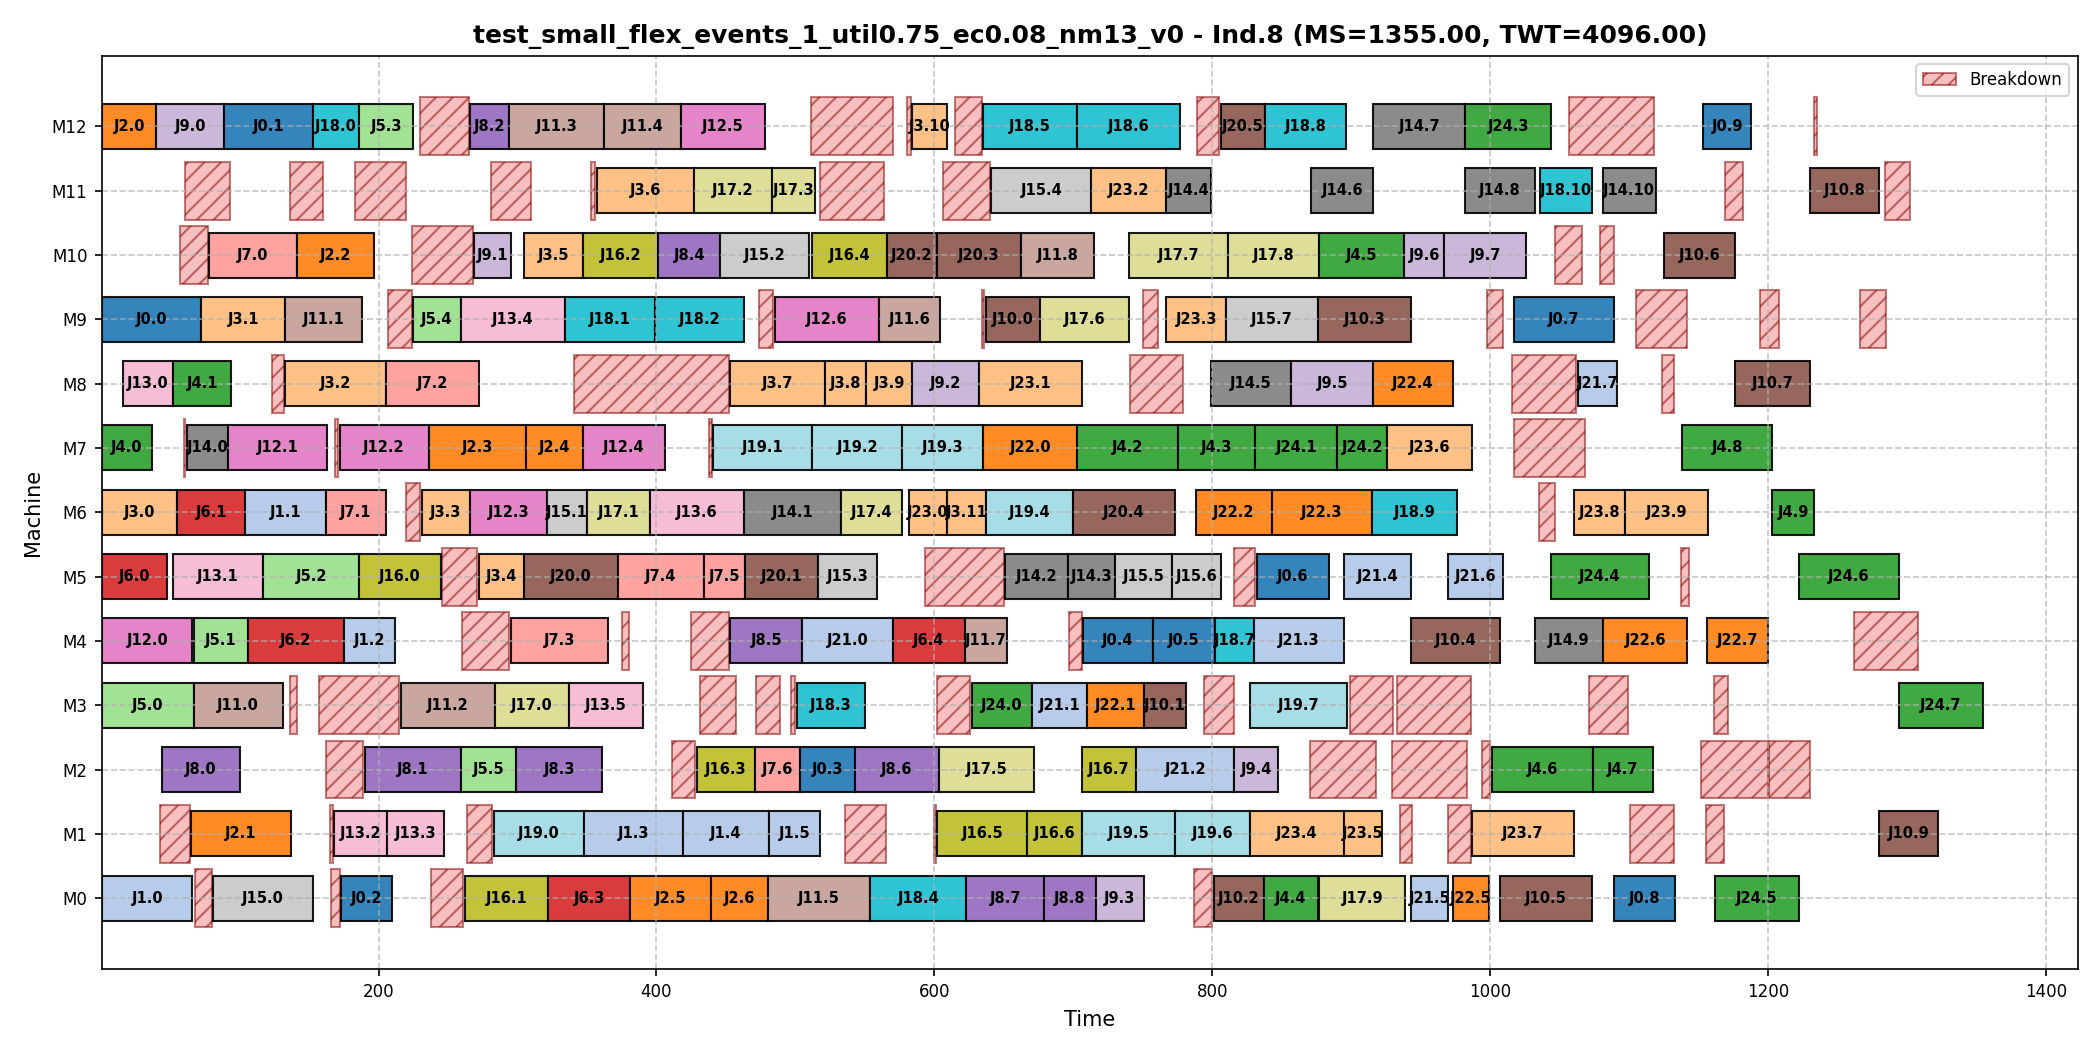 test_small_flex_events_1_util0.75_ec0.08_nm13_v0 - Ind.8 (MS=1355.00, TWT=4096.00)
Breakdown
M12 J2.0 J9.0 J0.1 J18.0 J5.3 J8.2 J11.3 J11.4 J12.5 J3.10 J18.5 J18.6 J20.5 J18.8 J14.7 J24.3 J0.9
M11 J3.6 J17.2 J17.3 J15.4 J23.2 J14.4 J14.6 J14.8 J18.10 J14.10 J10.8
M10 J7.0 J2.2 J9.1 J3.5 J16.2 J8.4 J15.2 J16.4 J20.2 J20.3 J11.8 J17.7 J17.8 J4.5 J9.6 J9.7 J10.6
M9 J0.0 J3.1 J11.1 J5.4 J13.4 J18.1 J18.2 J12.6 J11.6 J10.0 J17.6 J23.3 J15.7 J10.3 J0.7
M8 J13.0 J4.1 J3.2 J7.2 J3.7 J3.8 J3.9 J9.2 J23.1 J14.5 J9.5 J22.4 J21.7 J10.7
M7 J4.0 J14.0 J12.1 J12.2 J2.3 J2.4 J12.4 J19.1 J19.2 J19.3 J22.0 J4.2 J4.3 J24.1 J24.2 J23.6 J4.8
M6 J3.0 J6.1 J1.1 J7.1 J3.3 J12.3 J15.1 J17.1 J13.6 J14.1 J17.4 J23.0 J3.11 J19.4 J20.4 J22.2 J22.3 J18.9 J23.8 J23.9 J4.9
M5 J6.0 J13.1 J5.2 J16.0 J3.4 J20.0 J7.4 J7.5 J20.1 J15.3 J14.2 J14.3 J15.5 J15.6 J0.6 J21.4 J21.6 J24.4 J24.6
M4 J12.0 J5.1 J6.2 J1.2 J7.3 J8.5 J21.0 J6.4 J11.7 J0.4 J0.5 J18.7 J21.3 J10.4 J14.9 J22.6 J22.7
M3 J5.0 J11.0 J11.2 J17.0 J13.5 J18.3 J24.0 J21.1 J22.1 J10.1 J19.7 J24.7
M2 J8.0 J8.1 J5.5 J8.3 J16.3 J7.6 J0.3 J8.6 J17.5 J16.7 J21.2 J9.4 J4.6 J4.7
M1 J2.1 J13.2 J13.3 J19.0 J1.3 J1.4 J1.5 J16.5 J16.6 J19.5 J19.6 J23.4 J23.5 J23.7 J10.9
M0 J1.0 J15.0 J0.2 J16.1 J6.3 J2.5 J2.6 J11.5 J18.4 J8.7 J8.8 J9.3 J10.2 J4.4 J17.9 J21.5 J22.5 J10.5 J0.8 J24.5
Machine
200 400 600 800 1000 1200 1400
Time